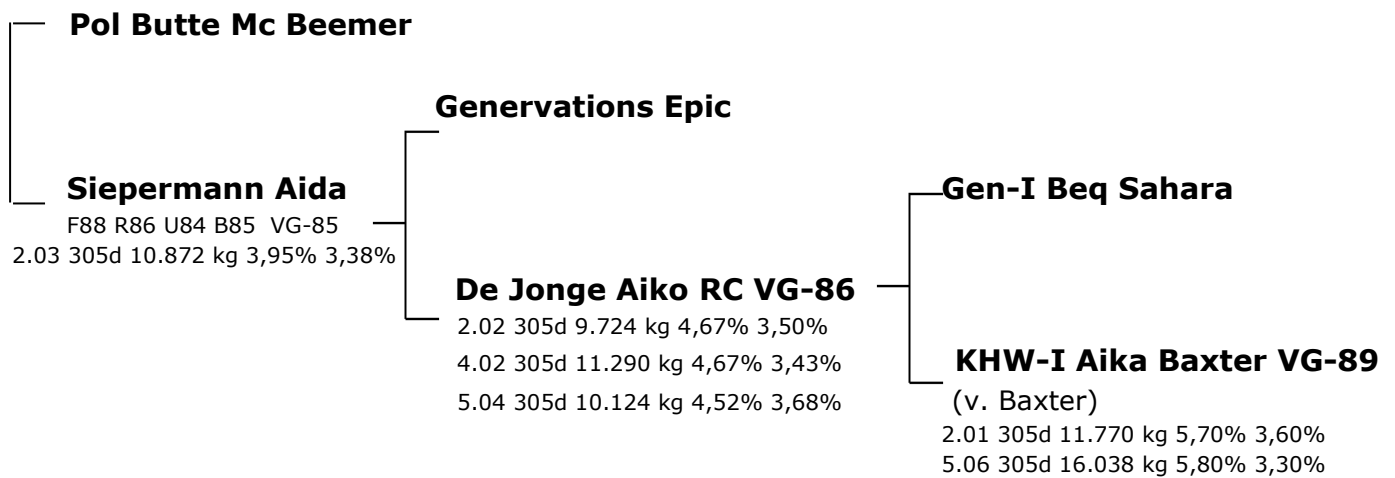 Pol Butte Mc Beemer
Genervations Epic
Siepermann Aida
F88 R86 U84 B85 VG-85
2.03 305d 10.872 kg 3,95% 3,38%
Gen-I Beq Sahara
De Jonge Aiko RC VG-86
2.02 305d 9.724 kg 4,67% 3,50%
4.02 305d 11.290 kg 4,67% 3,43%
5.04 305d 10.124 kg 4,52% 3,68%
KHW-I Aika Baxter VG-89
(v. Baxter)
2.01 305d 11.770 kg 5,70% 3,60%
5.06 305d 16.038 kg 5,80% 3,30%